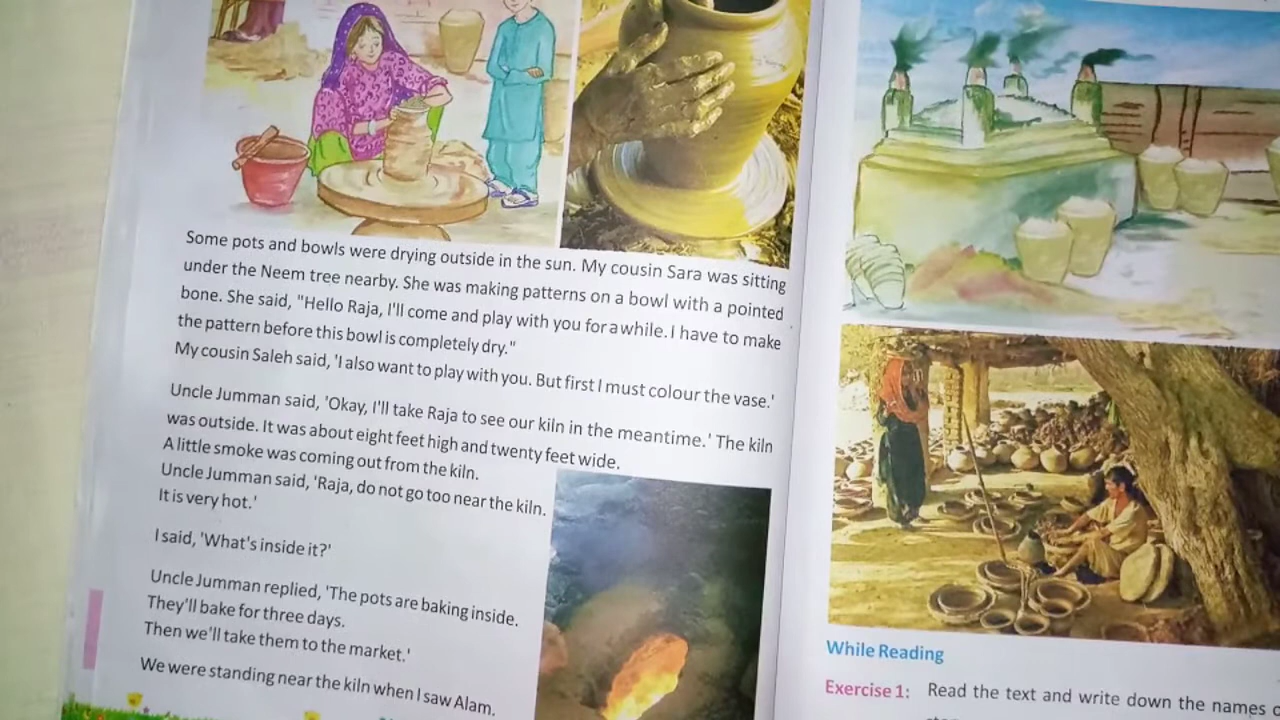 Some pots and bowls were drying outside in the sun. My cousin Sara was sitting
under the Neem tree nearby. She was making patterns on a bowl with a pointed
bone. She said, "Hello Raja, I'll come and play with you for a while. I have to make
the pattern before this bowl is completely dry."
My cousin Saleh said, 'I also want to play with you. But first I must colour the vase.'
Uncle Jumman said, 'Okay, I'll take Raja to see our kiln in the meantime.' The kiln
was outside. It was about eight feet high and twenty feet wide.
A little smoke was coming out from the kiln.
Uncle Jumman said, 'Raja, do not go too near the kiln.
It is very hot.'
I said, 'What's inside it?'
Uncle Jumman replied, 'The pots are baking inside.
They'll bake for three days.
Then we'll take them to the market.'
We were standing near the kiln when I saw Alam.
While Reading
Exercise 1: Read the text and write down the names